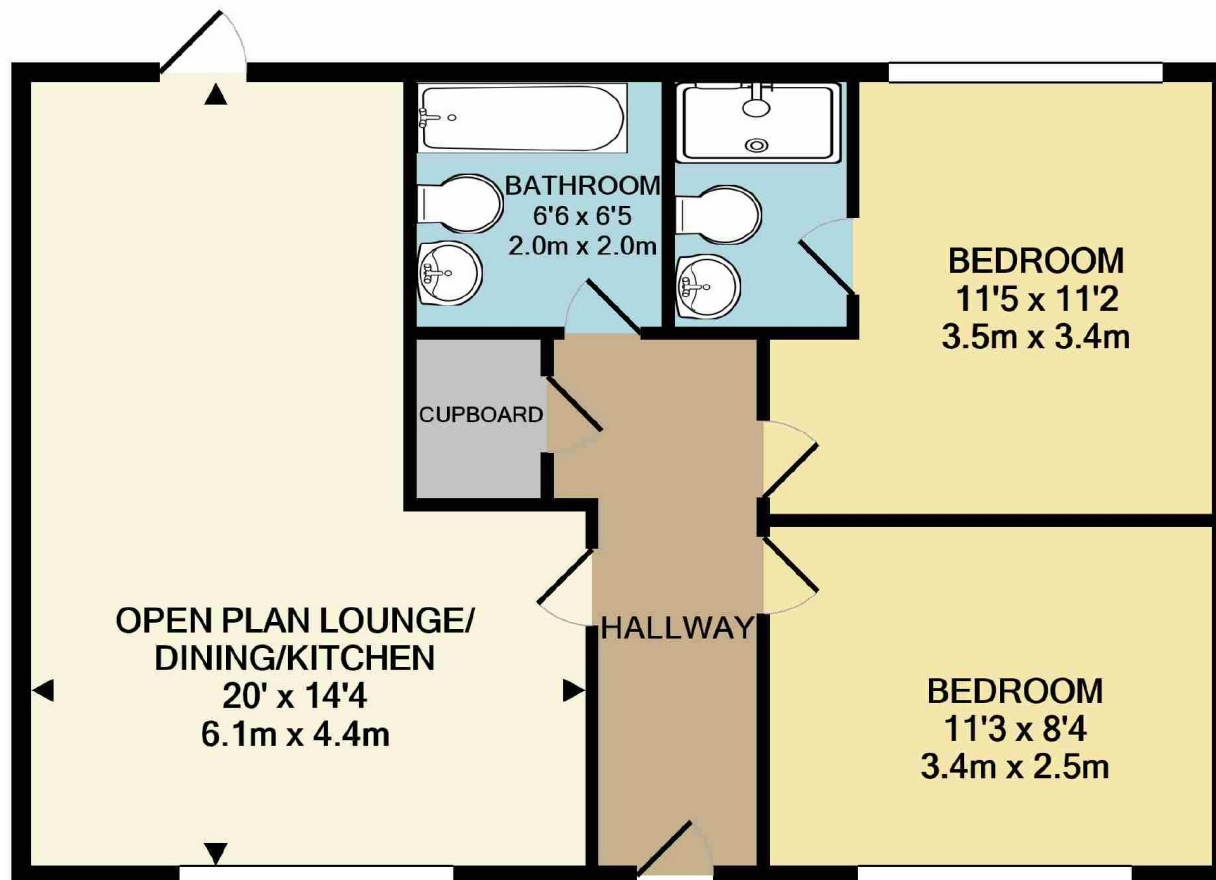 BATHROOM
6'6 x 6'5
2.0m x 2.0m
BEDROOM
11'5 x 11'2
3.5m x 3.4m
CUPBOARD
OPEN PLAN LOUNGE/
DINING/KITCHEN
20' x 14'4
6.1m x 4.4m
HALLWAY
BEDROOM
11'3 x 8'4
3.4m x 2.5m